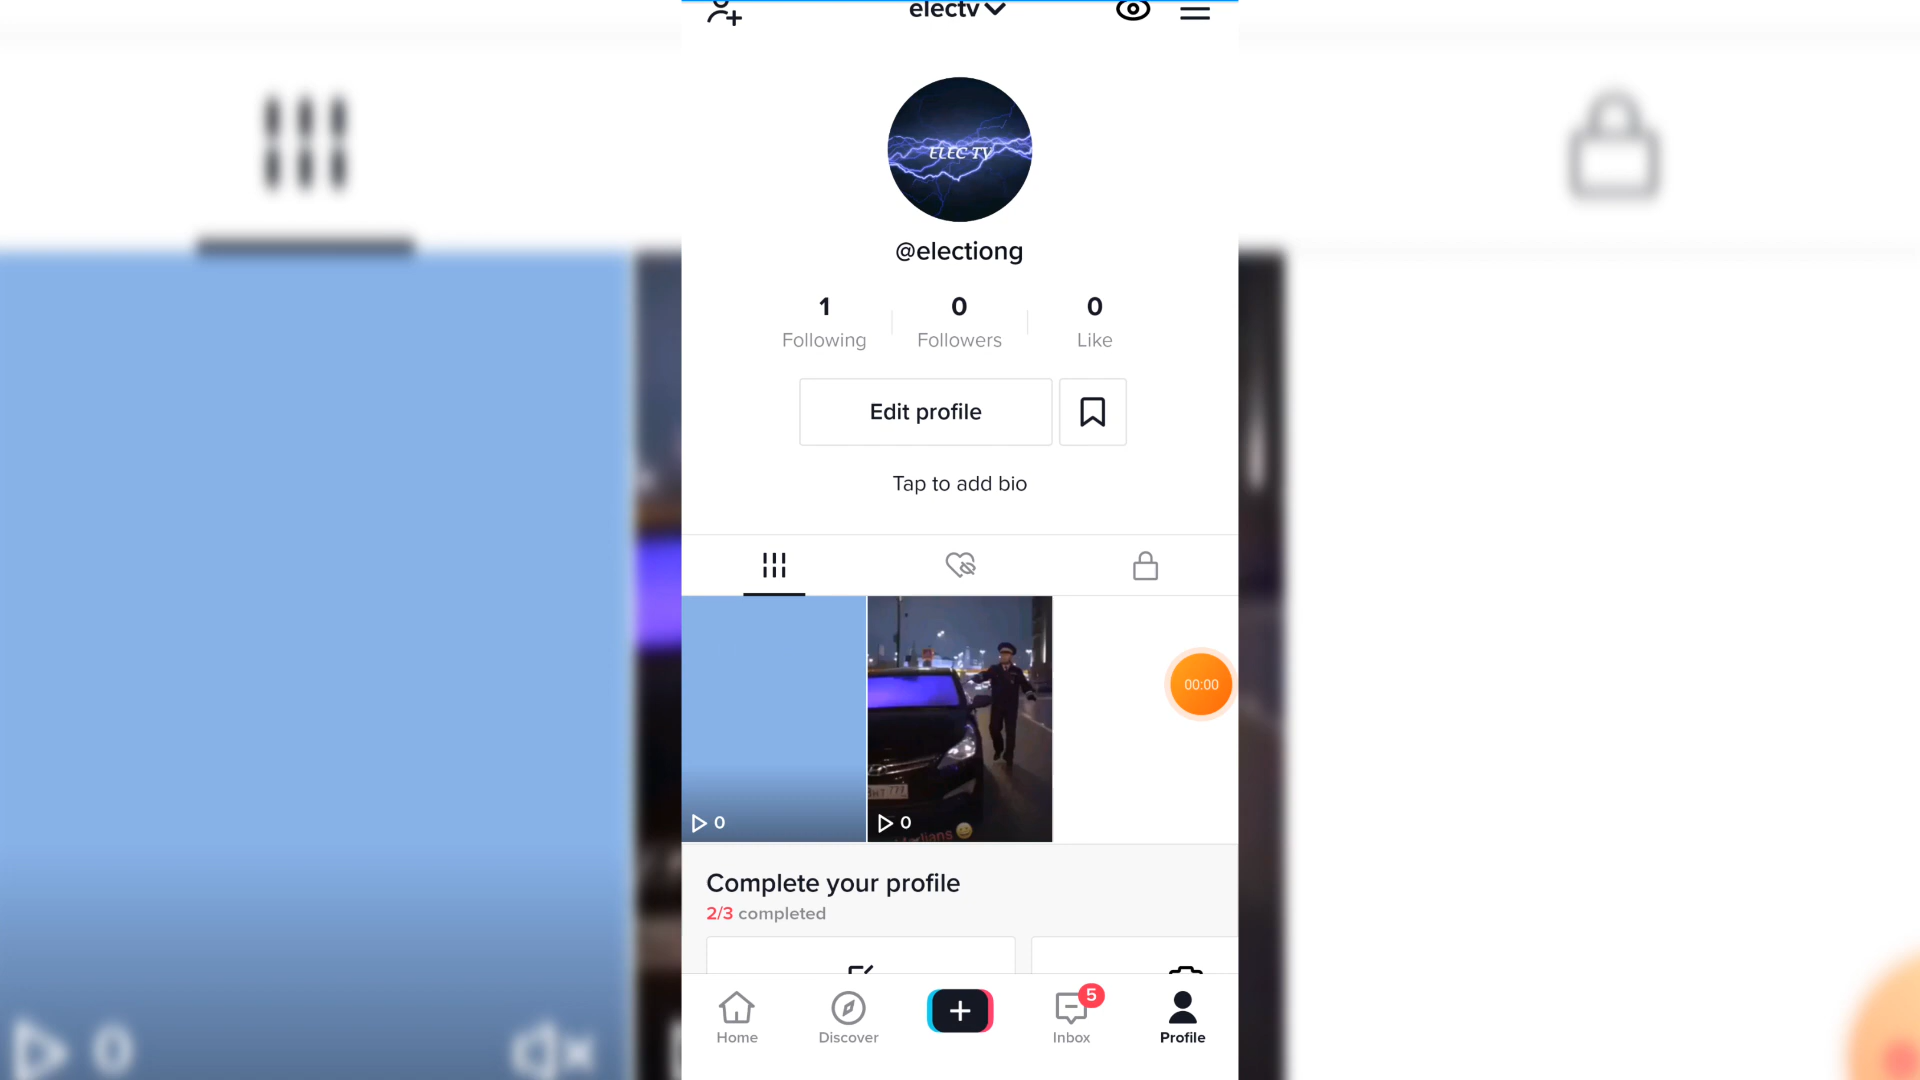 electv
ELEC TV
@electiong
1 0 0
Following Followers Like
Edit profile
Tap to add bio
00:00
0 0
Complete your profile
2/3 completed
5
Home Discover Inbox Profile
0